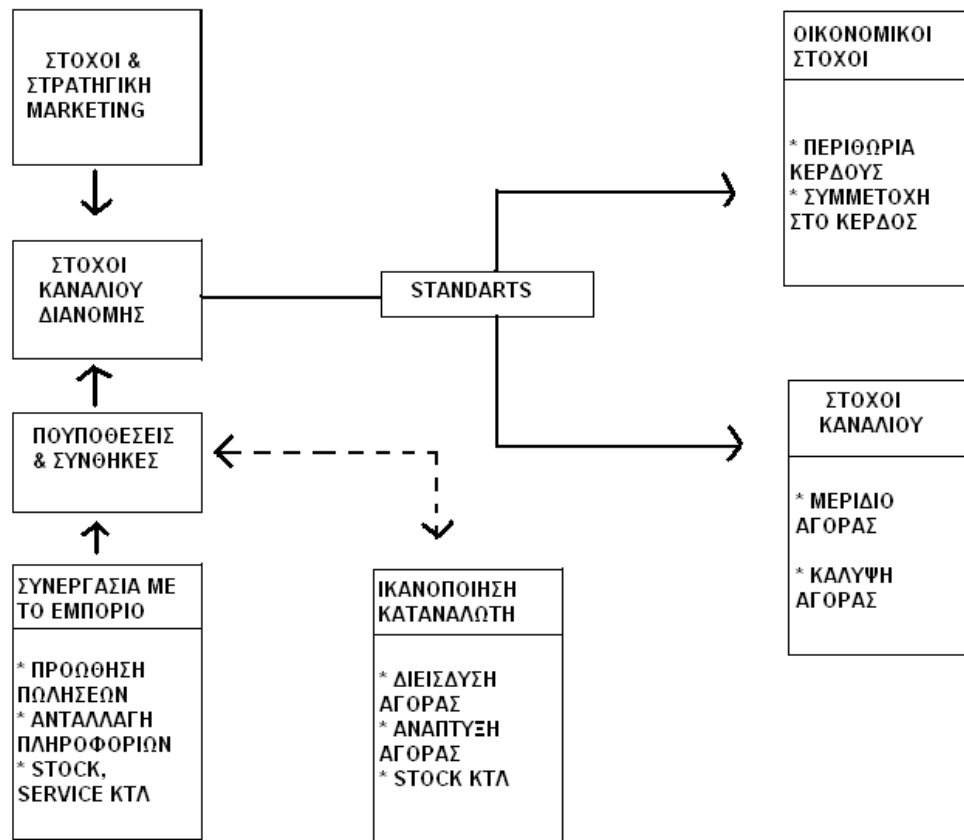 ΣΤΟΧΟΙ &
ΣΤΡΑΤΗΓΙΚΗ
MARKETING
ΣΤΟΧΟΙ
ΚΑΝΑΛΙΟΥ
ΔΙΑΝΟΜΗΣ
ΠΟΥΠΟΘΕΣΕΙΣ
& ΣΥΝΘΗΚΕΣ
ΣΥΝΕΡΓΑΣΙΑ ΜΕ
ΤΟ ΕΜΠΟΡΙΟ
* ΠΡΟΩΘΗΣΗ
ΠΩΛΗΣΕΩΝ
* ΑΝΤΑΛΛΑΓΗ
ΠΛΗΡΟΦΟΡΙΩΝ
* STOCK,
SERVICE ΚΤΛ
STANDARTS
ΙΚΑΝΟΠΟΙΗΣΗ
ΚΑΤΑΝΑΛΩΤΗ
* ΔΙΕΙΣΔΥΣΗ
ΑΓΟΡΑΣ
* ΑΝΑΠΤΥΞΗ
ΑΓΟΡΑΣ
* STOCK ΚΤΛ
ΟΙΚΟΝΟΜΙΚΟΙ
ΣΤΟΧΟΙ
* ΠΕΡΙΘΩΡΙΑ
ΚΕΡΔΟΥΣ
* ΣΥΜΜΕΤΟΧΗ
ΣΤΟ ΚΕΡΔΟΣ
ΣΤΟΧΟΙ
ΚΑΝΑΛΙΟΥ
* ΜΕΡΙΔΙΟ
ΑΓΟΡΑΣ
* ΚΑΛΥΨΗ
ΑΓΟΡΑΣ